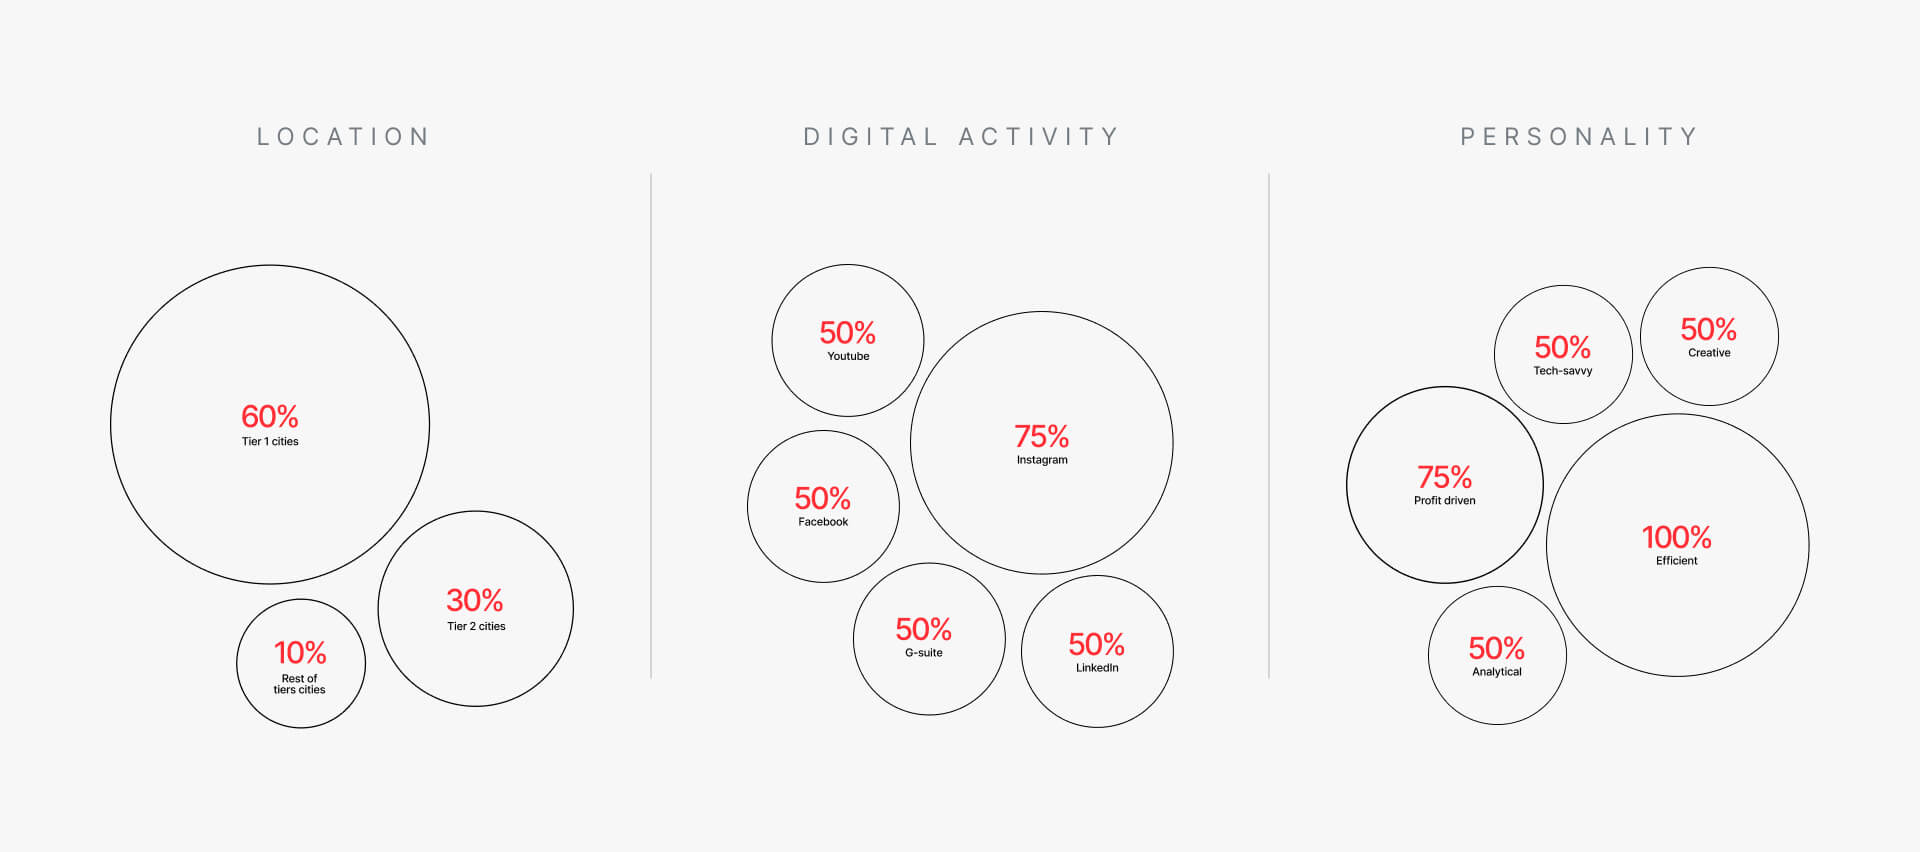 LOCATION
60%
Tier 1 cities
30%
Tier 2 cities
10%
Rest of
tiers cities
DIGITAL ACTIVITY
50%
Youtube
75%
Instagram
50%
Facebook
50%
G-suite
50%
LinkedIn
PERSONALITY
50%
Tech-savvy
50%
Creative
75%
Profit driven
100%
Efficient
50%
Analytical